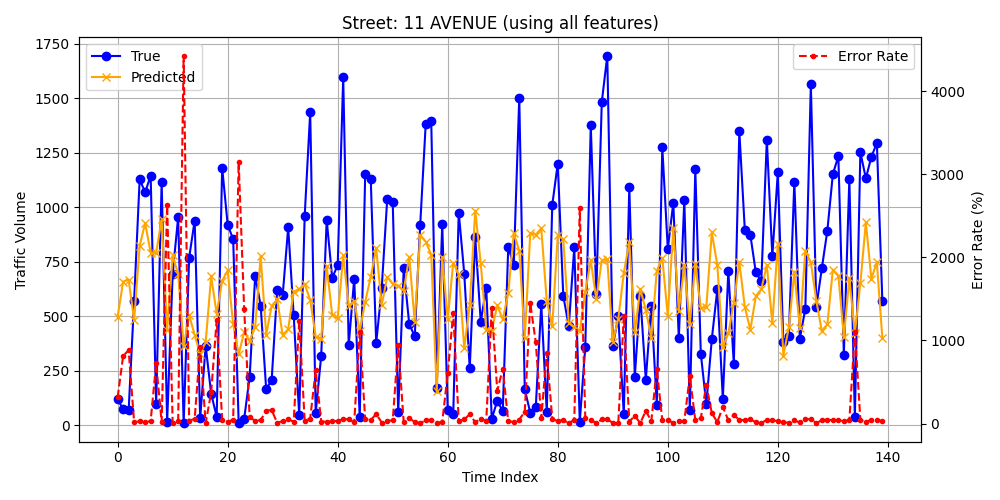 Street: 11 AVENUE (using all features)
True
Predicted
Error Rate
Traffic Volume
1750
1500
1250
1000
750
500
250
0
4000
3000
2000
1000
0
Error Rate (%)
0 20 40 60 80 100 120 140
Time Index